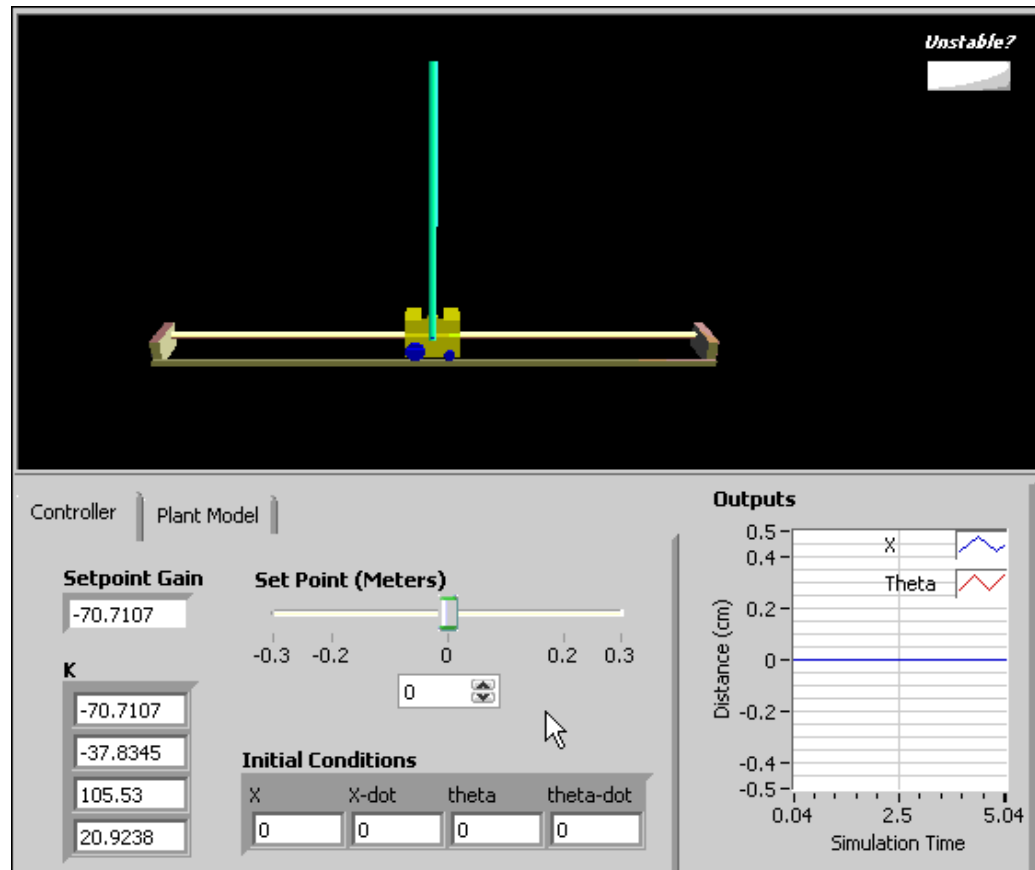 Unstable?
Controller
Plant Model
Setpoint Gain
-70.7107
K
-70.7107
-37.8345
105.53
20.9238
Set Point (Meters)
-0.3 -0.2 0 0.2 0.3
0
Initial Conditions
X X-dot theta theta-dot
0 0 0 0
Outputs
X
Theta
Distance (cm)
0.5
0.4
0.2
0
-0.2
-0.4
-0.5
0.04 2.5 5.04
Simulation Time